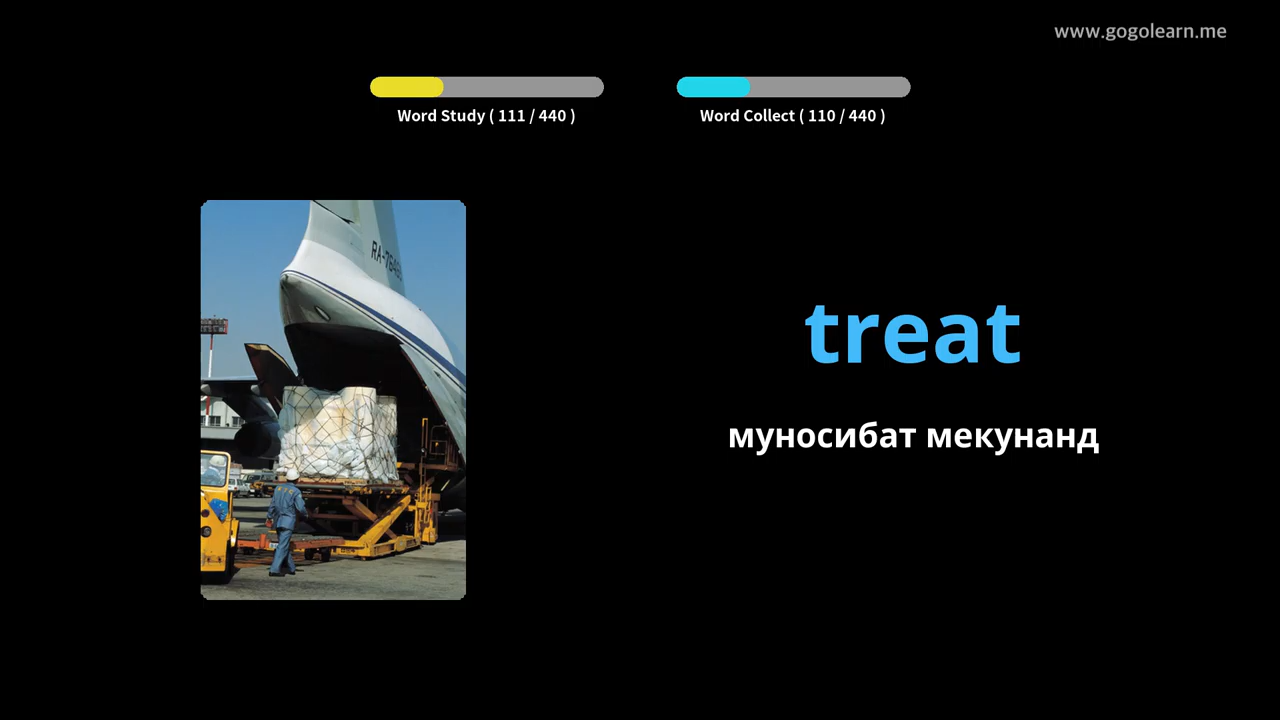 www.gogolearn.me
Word Study ( 111 / 440 )
Word Collect ( 110 / 440 )
treat
муносибат мекунанд